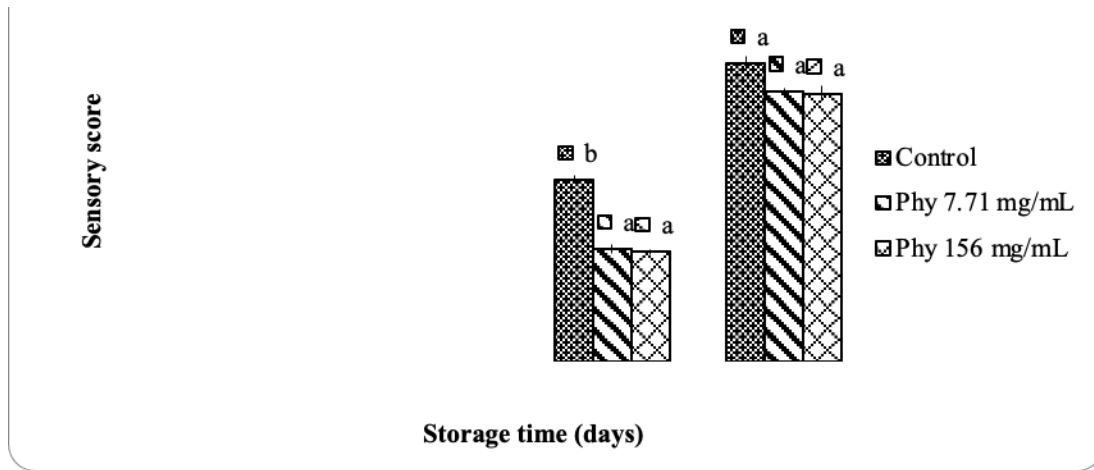 a
a a
b
a a
Sensory score
Control
Phy 7.71 mg/mL
Phy 156 mg/mL
Storage time (days)